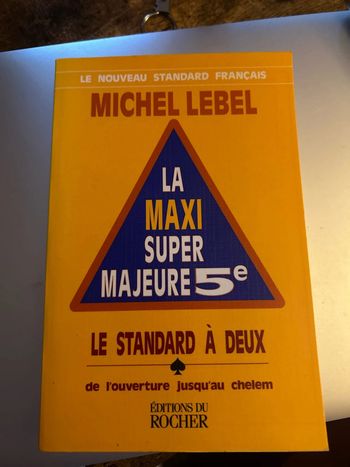 LE NOUVEAU STANDARD FRANÇAIS
MICHEL LEBEL
LA
MAXI
SUPER
MAJEURE 5e
LE STANDARD À DEUX
de l'ouverture jusqu'au chelem
ÉDITIONS DU
ROCHER